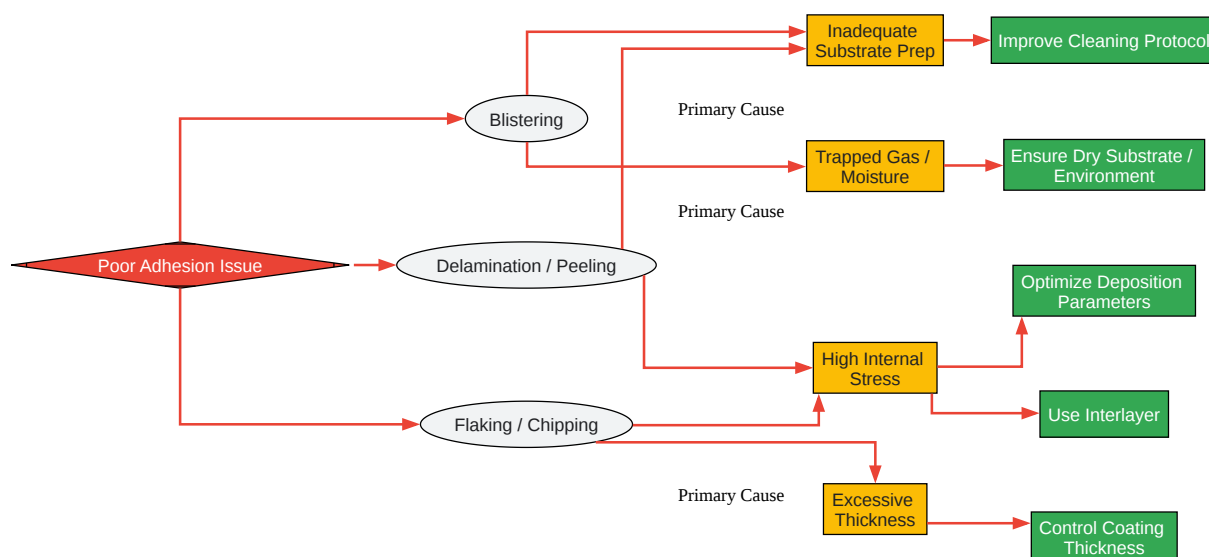 Inadequate
Substrate Prep
Improve Cleaning Protocol
Primary Cause
Blistering
Trapped Gas /
Moisture
Ensure Dry Substrate /
Environment
Primary Cause
Poor Adhesion Issue
Delamination / Peeling
Optimize Deposition
Parameters
High Internal
Stress
Use Interlayer
Flaking / Chipping
Primary Cause
Excessive
Thickness
Control Coating
Thickness